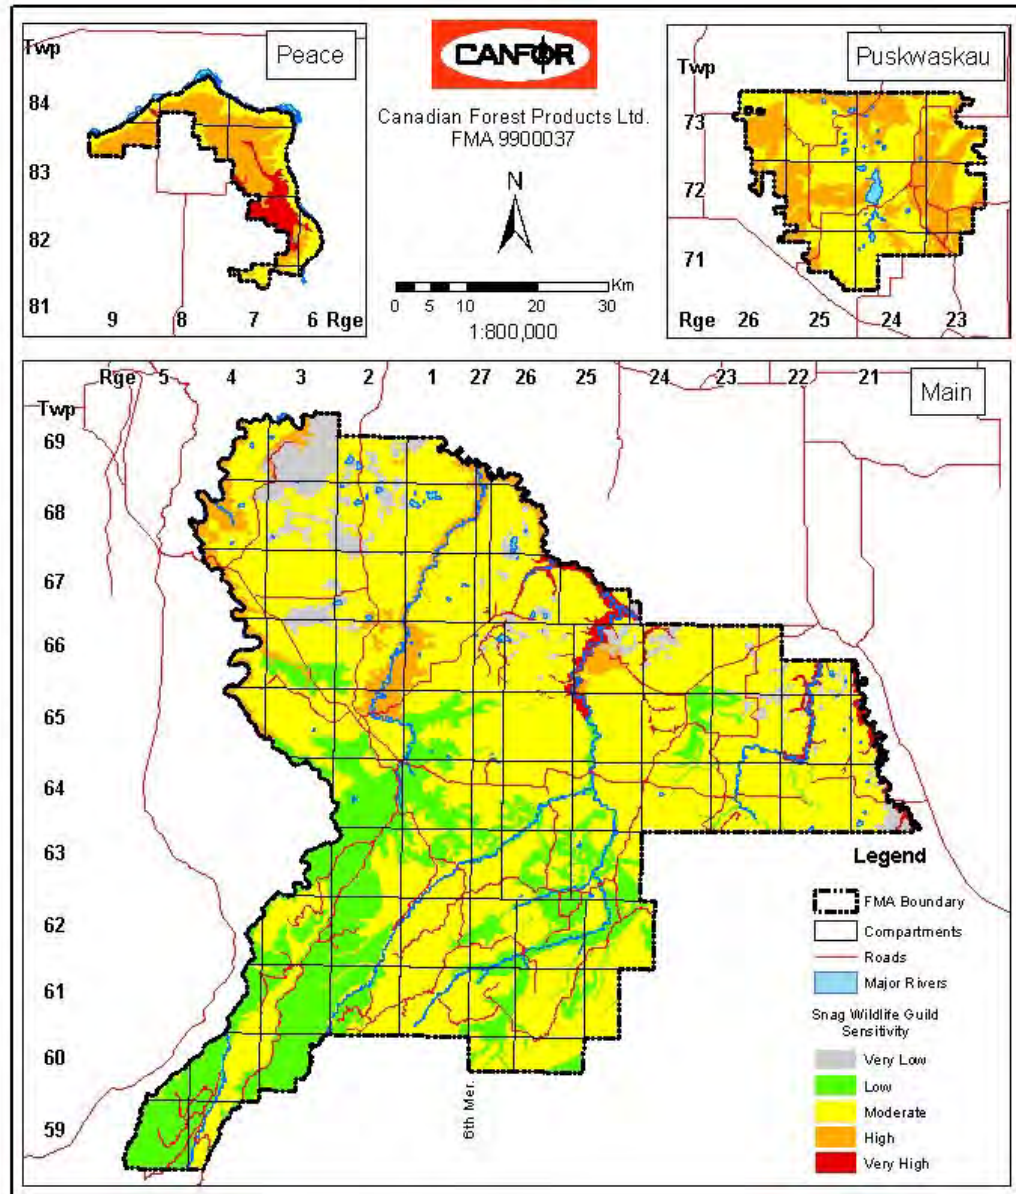 Peace
Twp
84
83
82
81
9 8 7 6 Rge
CANFOR
Canadian Forest Products Ltd.
FMA 9900037
N
0 5 10 20 30 Km
1:800,000
Puskwaskau
Twp
73
72
71
Rge 26 25 24 23
Main
Rge 5 4 3 2 1 27 26 25 24 23 22 21
Twp
69
68
67
66
65
64
63
62
61
60
59
6th Mer.
Legend
FMA Boundary
Compartments
Roads
Major Rivers
Snag Wildlife Guild
Sensitivity
Very Low
Low
Moderate
High
Very High